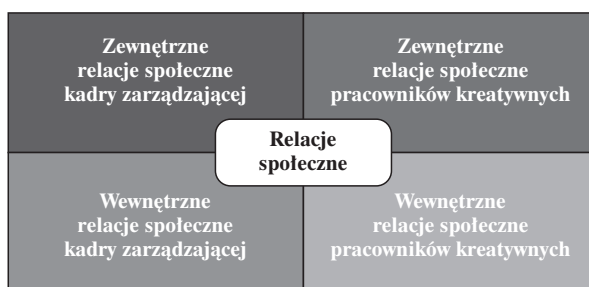 Zewnętrzne
relacje społeczne
kadry zarządzającej
Zewnętrzne
relacje społeczne
pracowników kreatywnych
Relacje
społeczne
Wewnętrzne
relacje społeczne
kadry zarządzającej
Wewnętrzne
relacje społeczne
pracowników kreatywnych